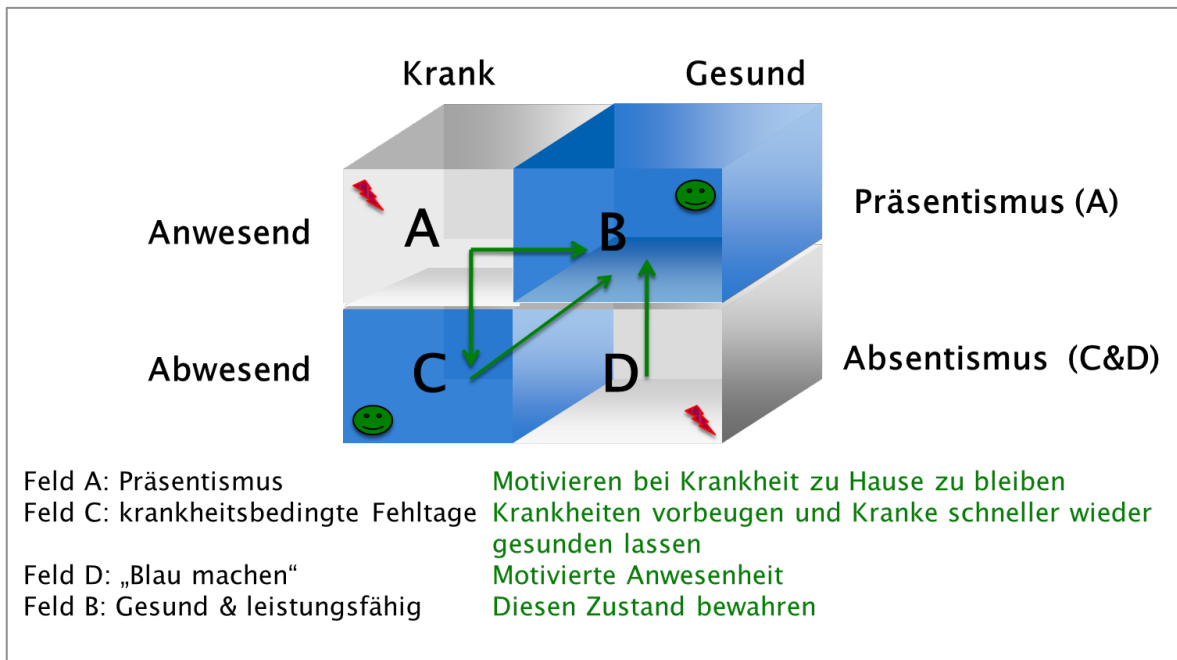 Krank Gesund
Anwesend A B Präsentismus (A)
Abwesend C D Absentismus (C&D)
Feld A: Präsentismus Motivieren bei Krankheit zu Hause zu bleiben
Feld C: krankheitsbedingte Fehltage Krankheiten vorbeugen und Kranke schneller wieder
gesunden lassen
Feld D: „Blau machen“ Motivierte Anwesenheit
Feld B: Gesund & leistungsfähig Diesen Zustand bewahren